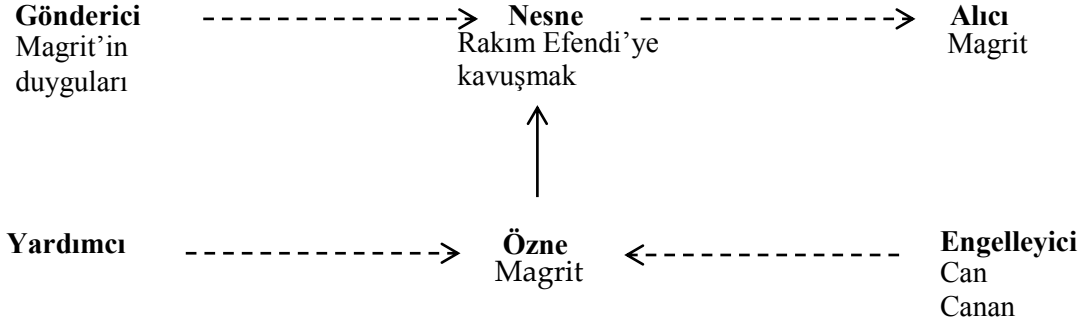 Gönderici
Magrit’in
duyguları
Nesne
Rakım Efendi’ye
kavuşmak
Alıcı
Magrit
Yardımcı
Özne
Magrit
Engelleyici
Can
Canan